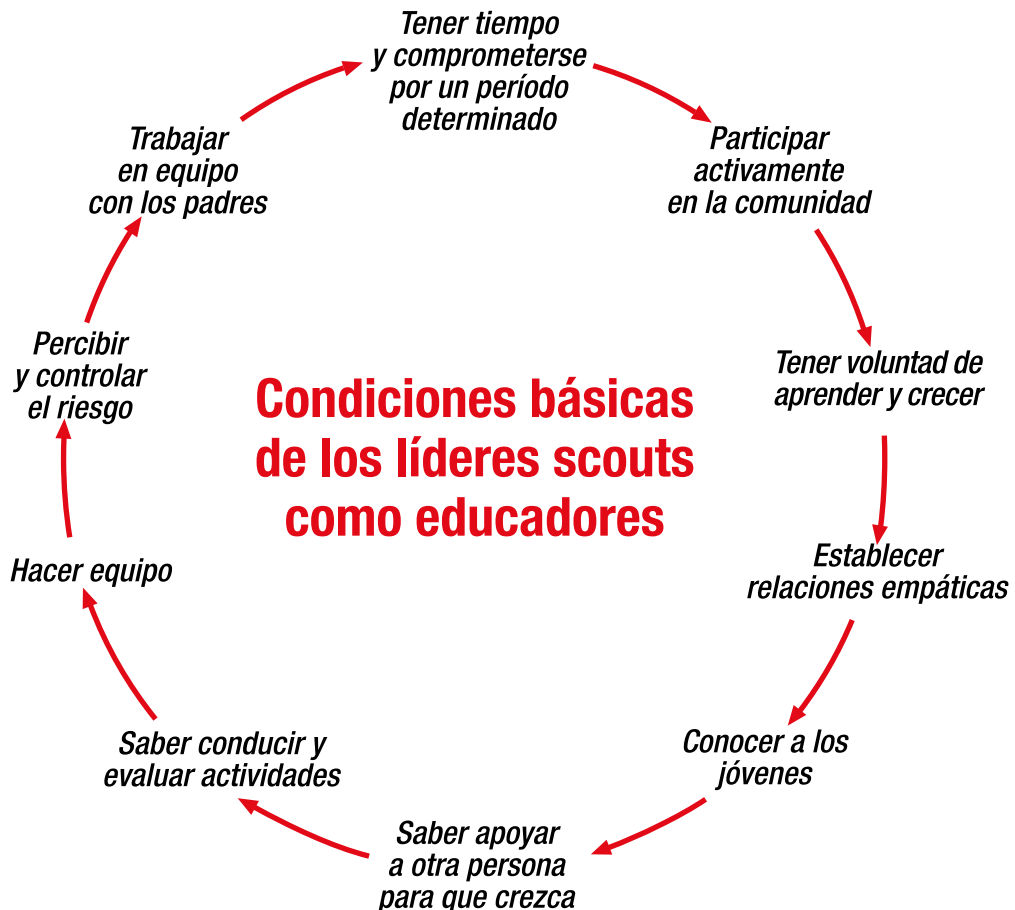 Tener tiempo
y comprometerse
por un período
determinado
Participar
activamente
en la comunidad
Tener voluntad de
aprender y crecer
Establecer
relaciones empáticas
Conocer a los
jóvenes
Saber apoyar
a otra persona
para que crezca
Saber conducir y
evaluar actividades
Hacer equipo
Percibir
y controlar
el riesgo
Trabajar
en equipo
con los padres
Condiciones básicas
de los líderes scouts
como educadores